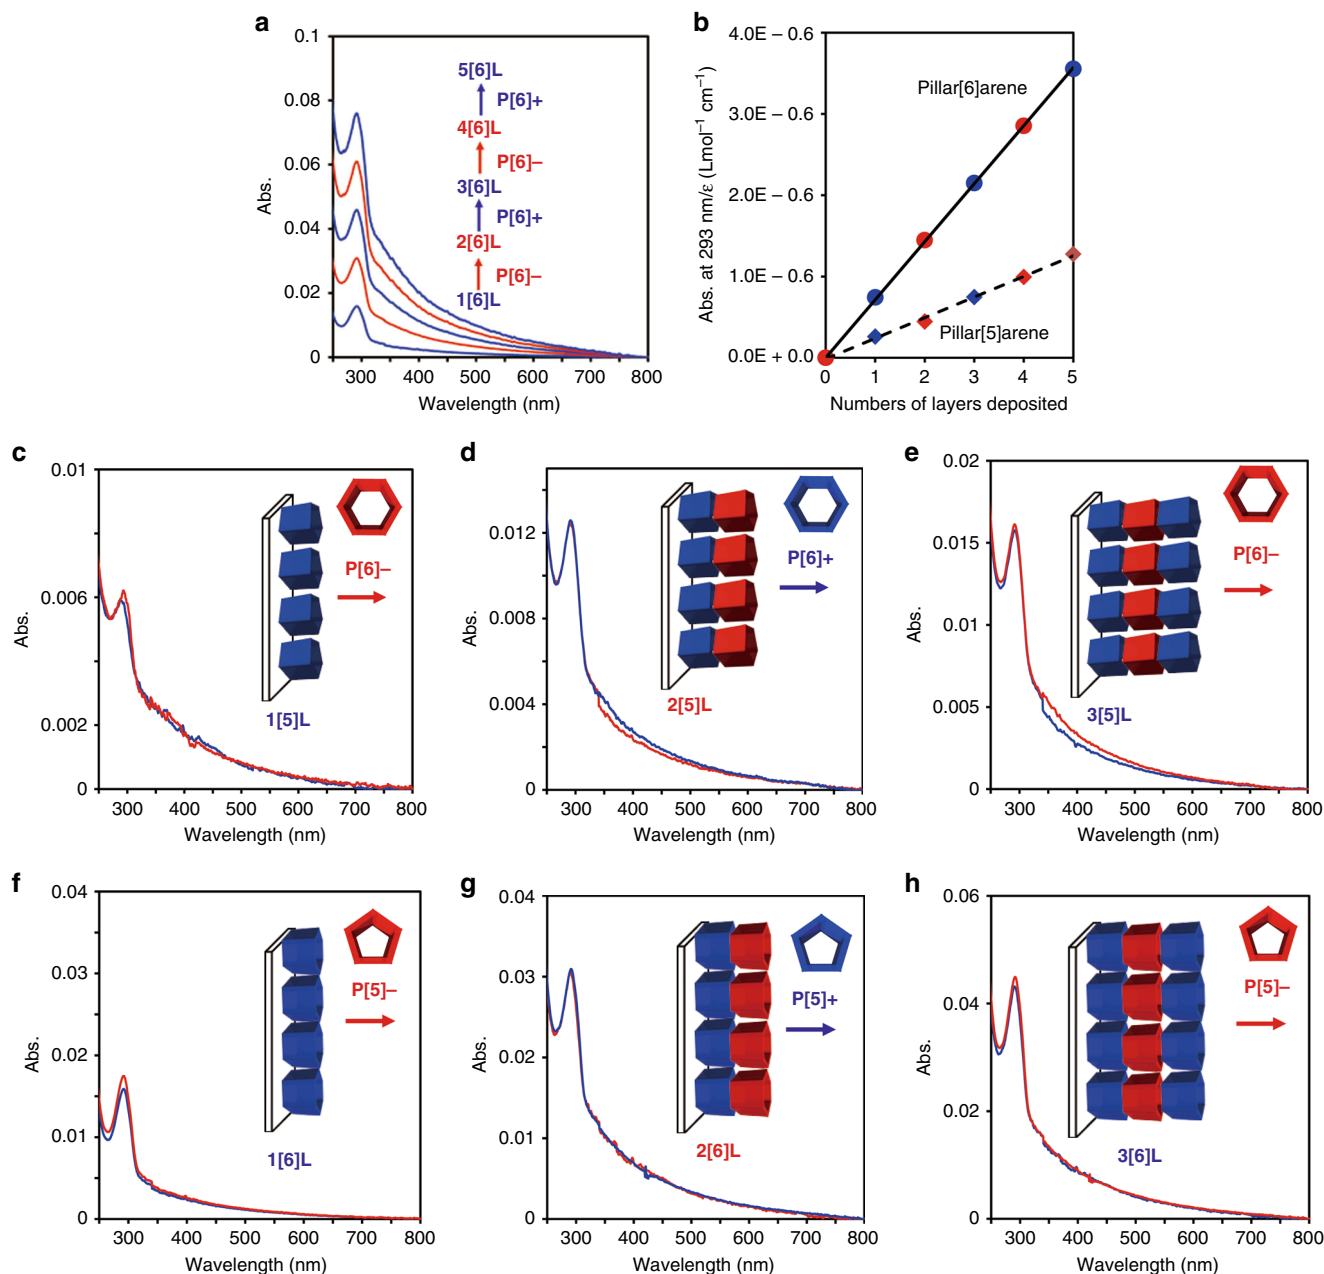 a
0.1
0.08
0.06
0.04
0.02
0
Abs.
300 400 500 600 700 800
Wavelength (nm)
5[6]L
P[6]+
4[6]L
P[6]–
3[6]L
P[6]+
2[6]L
P[6]–
1[6]L
b
4.0E – 0.6
3.0E – 0.6
2.0E – 0.6
1.0E – 0.6
0.0E + 0.0
Abs. at 293 nm/ε (Lmol⁻¹ cm⁻¹)
Pillar[6]arene
Pillar[5]arene
0 1 2 3 4 5
Numbers of layers deposited
c
0.01
0.006
0.002
0
Abs.
P[6]–
1[5]L
300 400 500 600 700 800
Wavelength (nm)
d
0.012
0.008
0.004
0
Abs.
P[6]+
2[5]L
300 400 500 600 700 800
Wavelength (nm)
e
0.02
0.015
0.01
0.005
0
Abs.
P[6]–
3[5]L
300 400 500 600 700 800
Wavelength (nm)
f
0.04
0.03
0.02
0.01
0
Abs.
P[5]–
1[6]L
300 400 500 600 700 800
Wavelength (nm)
g
0.04
0.03
0.02
0.01
0
Abs.
P[5]+
2[6]L
300 400 500 600 700 800
Wavelength (nm)
h
0.06
0.04
0.02
0
Abs.
P[5]–
3[6]L
300 400 500 600 700 800
Wavelength (nm)